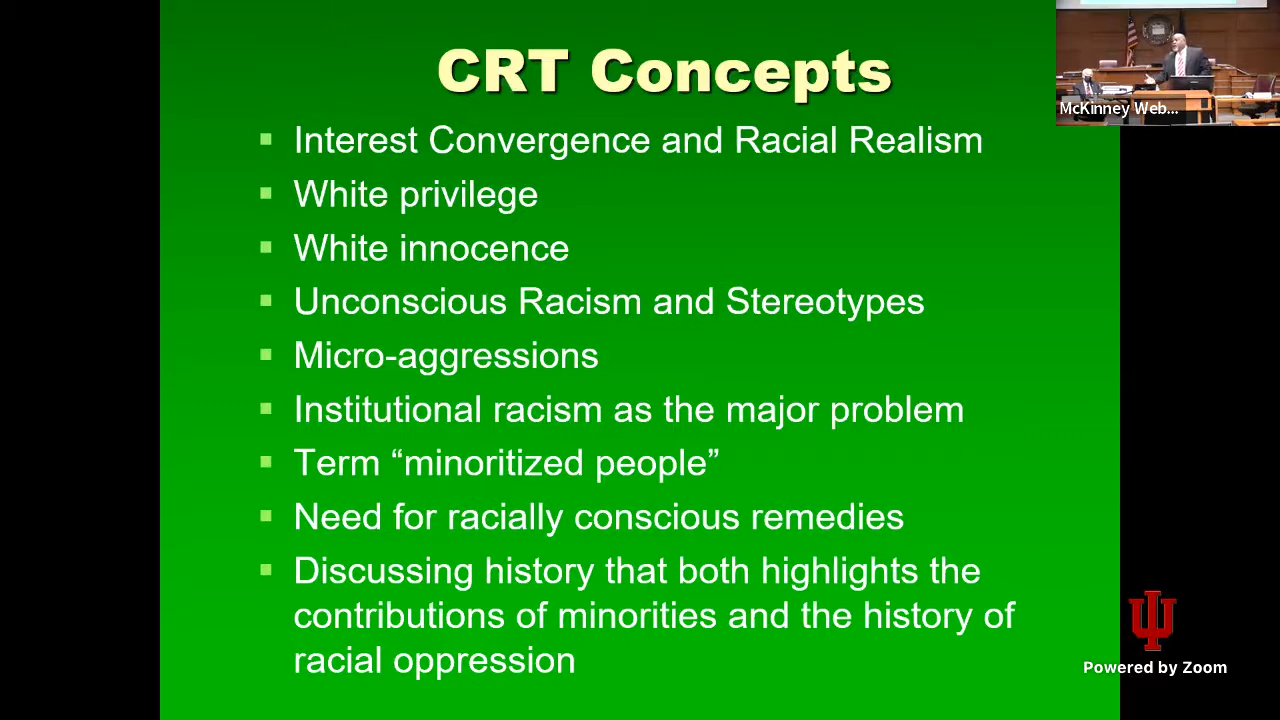 CRT Concepts
McKinney Web...
▪ Interest Convergence and Racial Realism
▪ White privilege
▪ White innocence
▪ Unconscious Racism and Stereotypes
▪ Micro-aggressions
▪ Institutional racism as the major problem
▪ Term “minoritized people”
▪ Need for racially conscious remedies
▪ Discussing history that both highlights the
contributions of minorities and the history of
racial oppression
Powered by Zoom